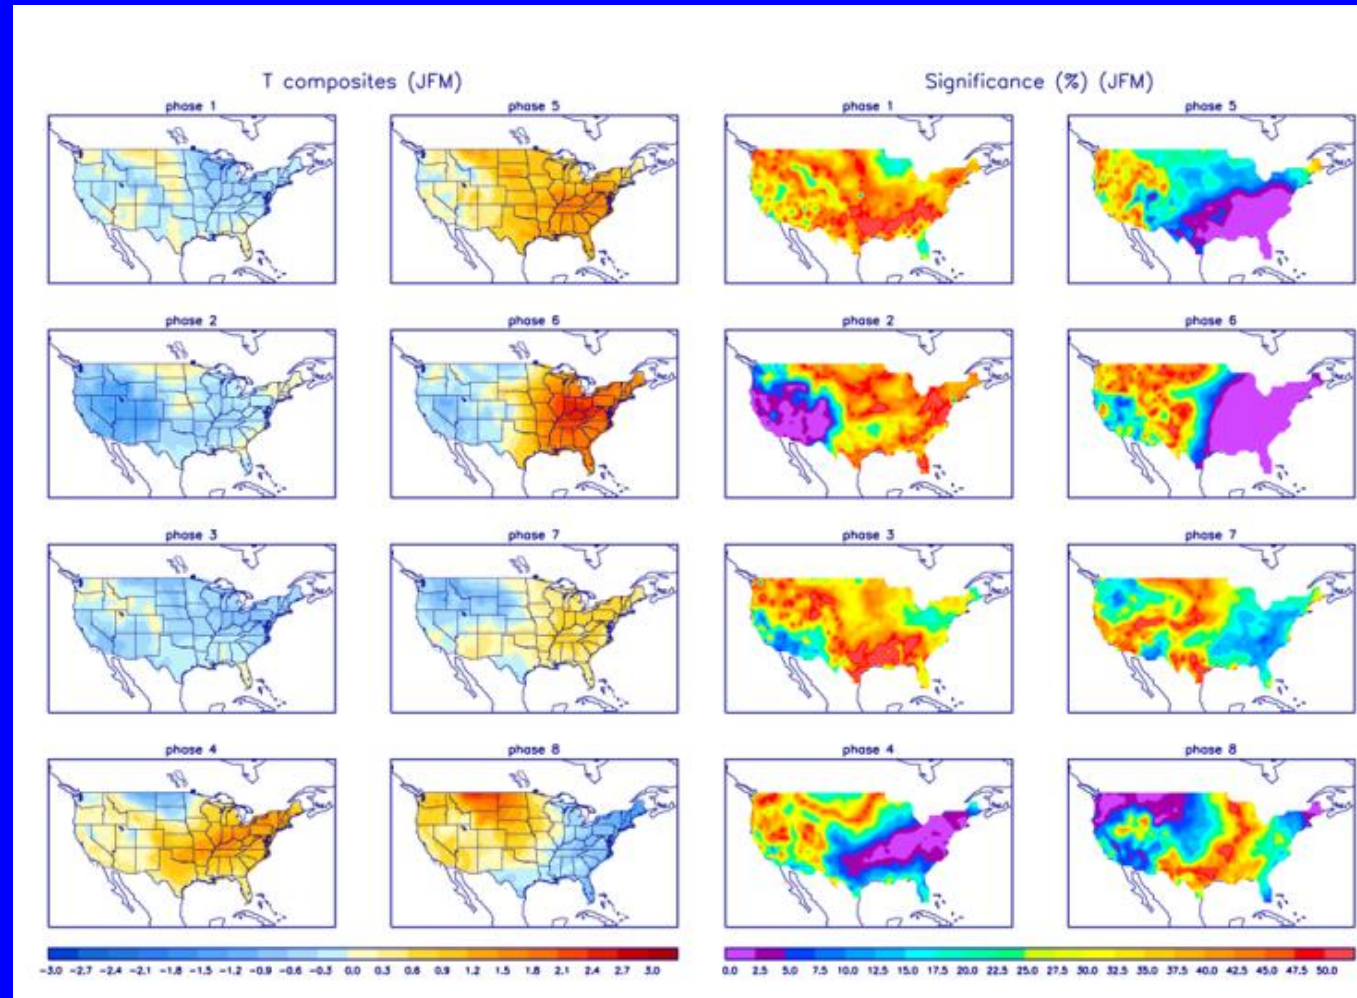 T composites (JFM)
Significance (%) (JFM)
phase 1
phase 5
phase 1
phase 5
phase 2
phase 6
phase 2
phase 6
phase 3
phase 7
phase 3
phase 7
phase 4
phase 8
phase 4
phase 8
-3.0 -2.7 -2.4 -2.1 -1.8 -1.5 -1.2 -0.9 -0.6 -0.3 0.0 0.3 0.6 0.9 1.2 1.5 1.8 2.1 2.4 2.7 3.0
0.0 2.5 5.0 7.5 10.0 12.5 15.0 17.5 20.0 22.5 25.0 27.5 30.0 32.5 35.0 37.5 40.0 42.5 45.0 47.5 50.0